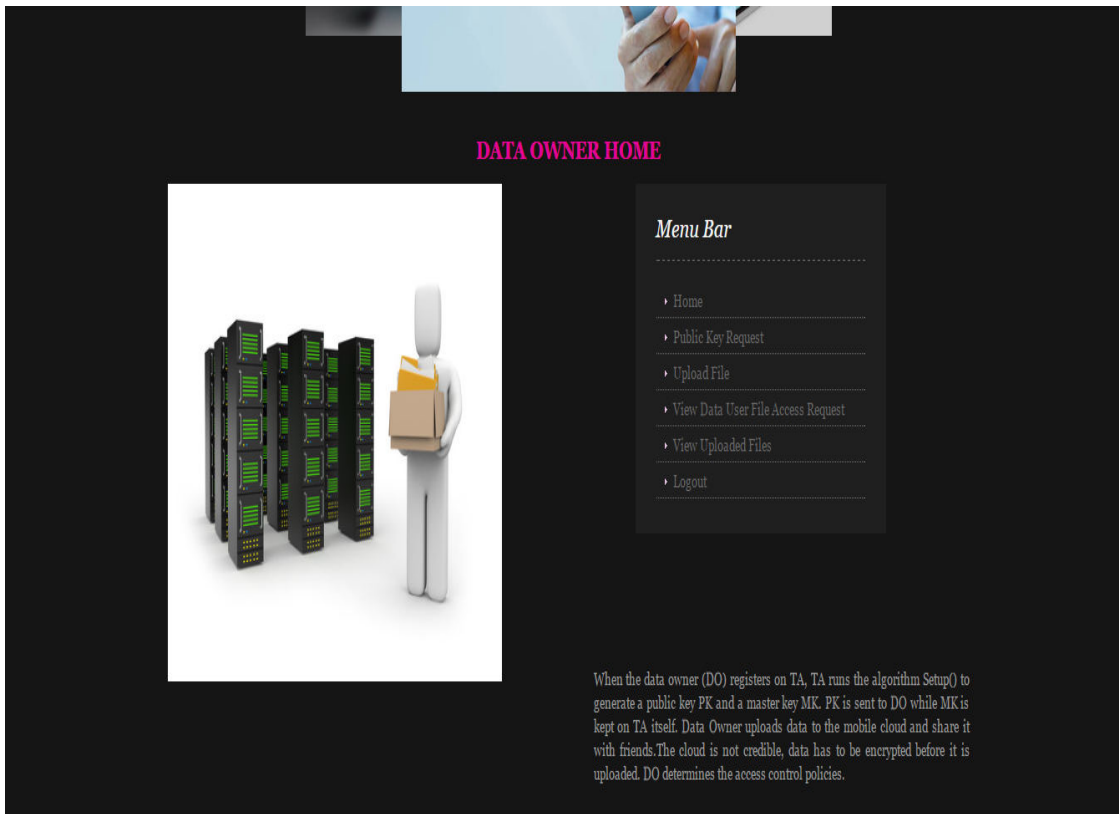 DATA OWNER HOME
Menu Bar
Home
Public Key Request
Upload File
View Data User File Access Request
View Uploaded Files
Logout
When the data owner (DO) registers on TA, TA runs the algorithm Setup() to
generate a public key PK and a master key MK. PK is sent to DO while MK is
kept on TA itself. Data Owner uploads data to the mobile cloud and share it
with friends.The cloud is not credible, data has to be encrypted before it is
uploaded. DO determines the access control policies.